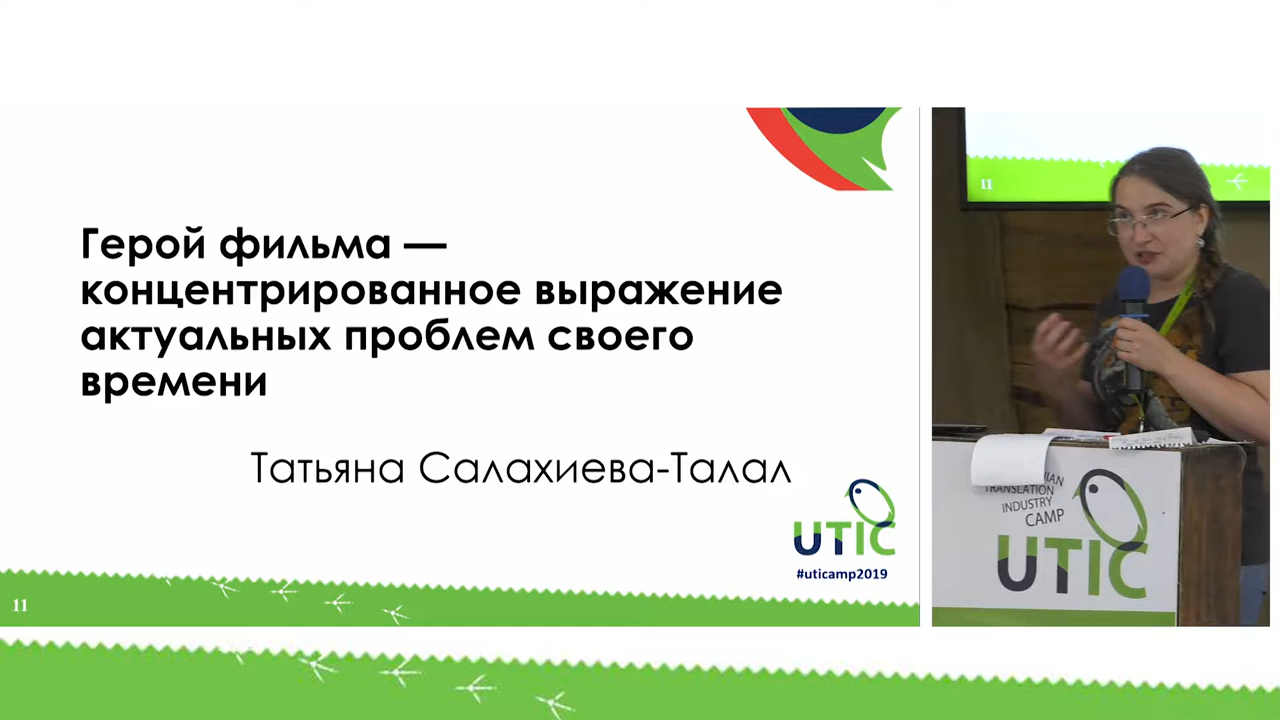 Герой фильма —
концентрированное выражение
актуальных проблем своего
времени
Татьяна Салахиева-Талал
UTIC
#uticamp2019
11
11
TRANSLATION
INDUSTRY
CAMP
UTIC